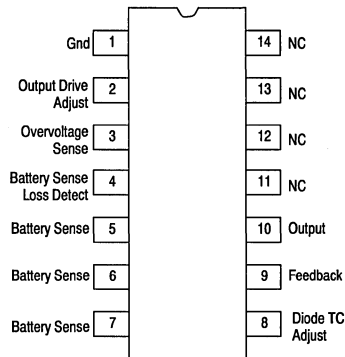 Gnd 1
14 NC
Output Drive
Adjust 2
13 NC
Overvoltage
Sense 3
12 NC
Battery Sense
Loss Detect 4
11 NC
Battery Sense 5
10 Output
Battery Sense 6
9 Feedback
Battery Sense 7
8 Diode TC
Adjust